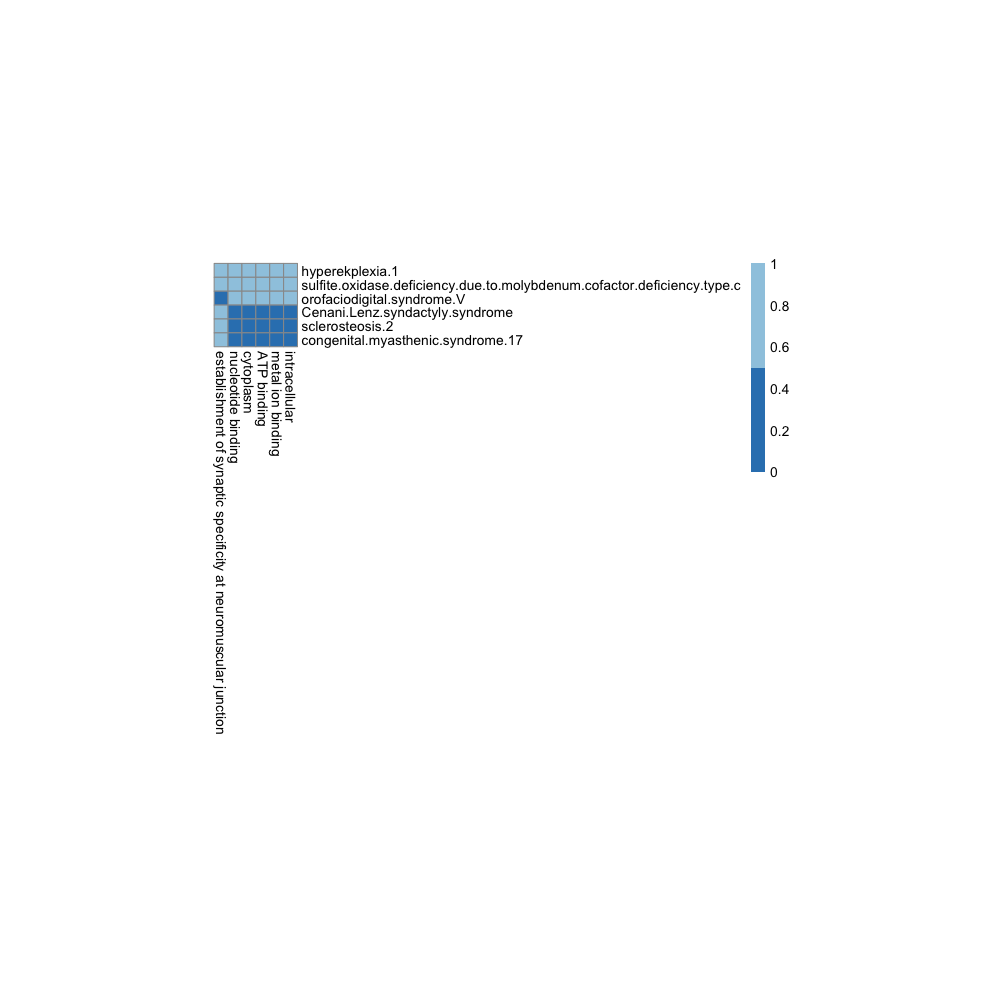 hyperekplexia.1
sulfite.oxidase.deficiency.due.to.molybdenum.cofactor.deficiency.type.c
orofaciodigital.syndrome.V
Cenani.Lenz.syndactyly.syndrome
sclerosteosis.2
congenital.myasthenic.syndrome.17
establishment of synaptic specificity at neuromuscular junction
nucleotide binding
cytoplasm
ATP binding
metal ion binding
intracellular
1
0.8
0.6
0.4
0.2
0